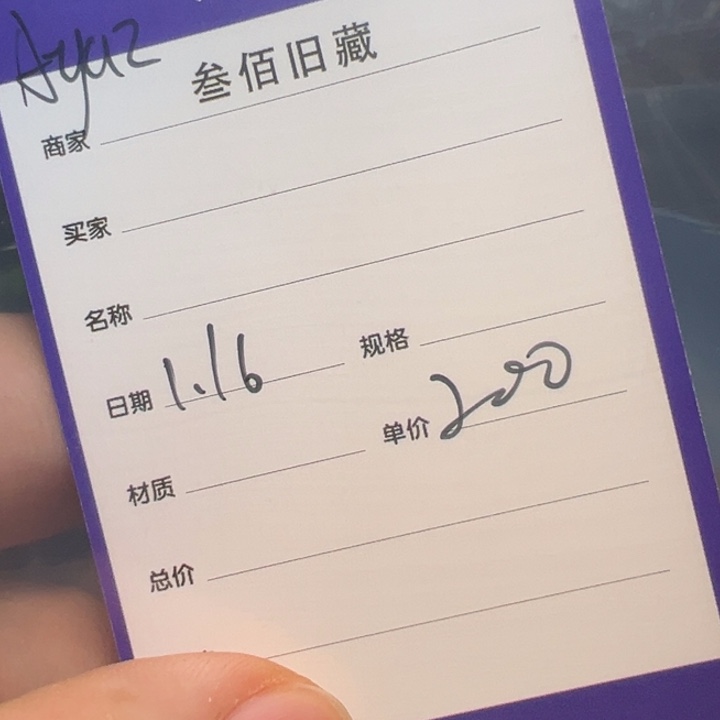 Ayuz
叁佰旧藏
商家
买家
名称
日期 1.16 规格
材质 单价 200
总价